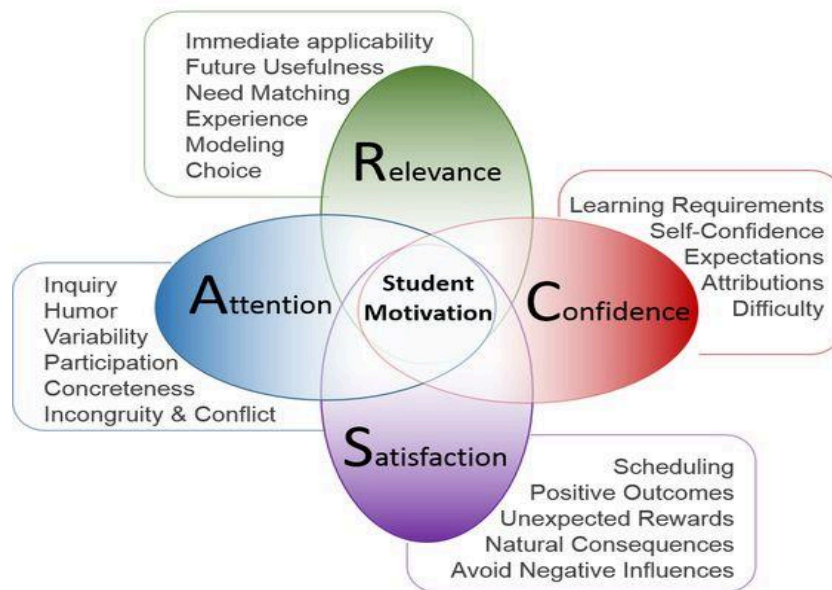 Immediate applicability
Future Usefulness
Need Matching
Experience
Modeling
Choice
Relevance
Learning Requirements
Self-Confidence
Expectations
Attributions
Difficulty
Inquiry
Humor
Variability
Participation
Concreteness
Incongruity & Conflict
Attention
Student
Motivation
Confidence
Satisfaction
Scheduling
Positive Outcomes
Unexpected Rewards
Natural Consequences
Avoid Negative Influences